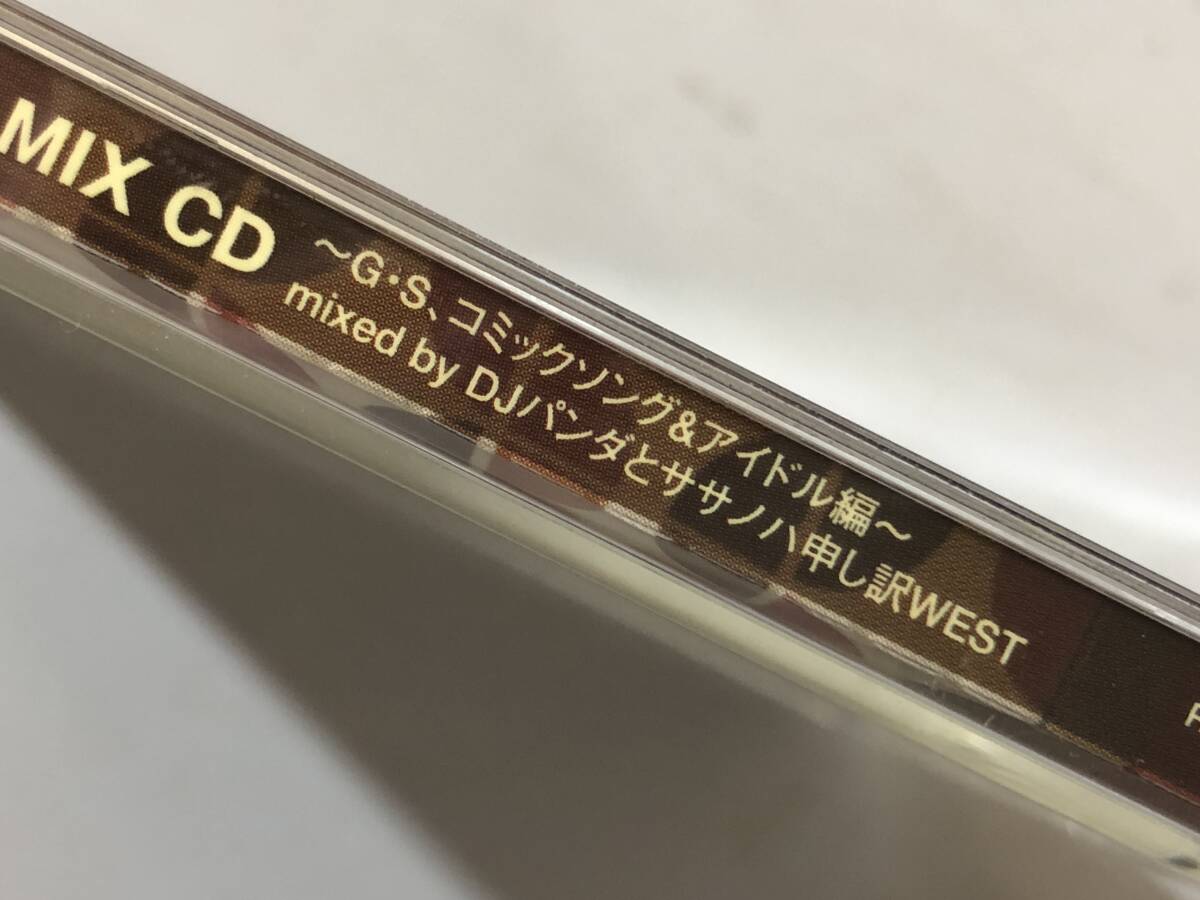 MIX CD
～G・S、コミックソング&アイドル編～
mixed by DJパンダとササノハ申し訳WEST